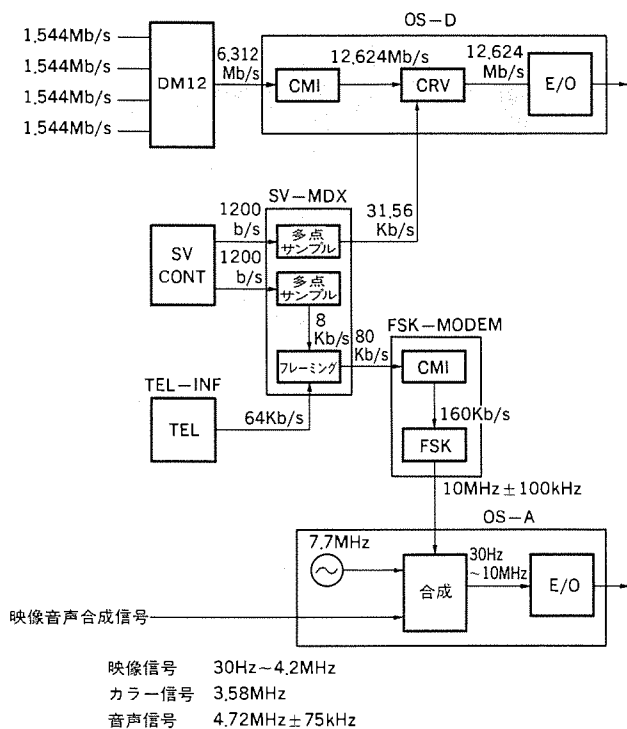 OS−D
1,544Mb/s
1,544Mb/s
1,544Mb/s
1,544Mb/s
DM12
6,312
Mb/s
CMI
12,624Mb/s
CRV
12,624
Mb/s
E/O
SV−MDX
1200
b/s
1200
b/s
SV
CONT
多点
サンプル
31,56
Kb/s
多点
サンプル
8
Kb/s
80
Kb/s
フレーミング
FSK−MODEM
CMI
160Kb/s
FSK
TEL−INF
TEL
64Kb/s
10MHz±100kHz
OS−A
7.7MHz
合成
30Hz
~10MHz
E/O
映像音声合成信号
映像信号 30Hz~4.2MHz
カラー信号 3.58MHz
音声信号 4.72MHz±75kHz